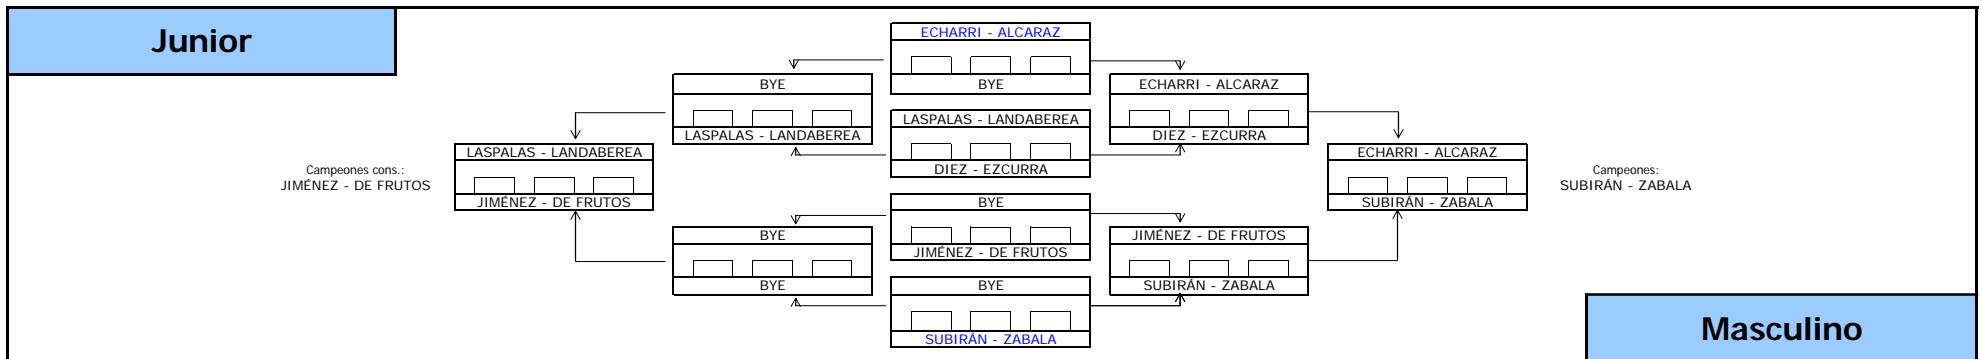 Junior
ECHARRI - ALCARAZ
BYE
BYE
LASPALAS - LANDABEREA
ECHARRI - ALCARAZ
DIEZ - EZCURRA
LASPALAS - LANDABEREA
DIEZ - EZCURRA
LASPALAS - LANDABEREA
JIMÉNEZ - DE FRUTOS
Campeones cons.:
JIMÉNEZ - DE FRUTOS
ECHARRI - ALCARAZ
SUBIRÁN - ZABALA
Campeones:
SUBIRÁN - ZABALA
BYE
JIMÉNEZ - DE FRUTOS
BYE
BYE
JIMÉNEZ - DE FRUTOS
SUBIRÁN - ZABALA
BYE
SUBIRÁN - ZABALA
Masculino